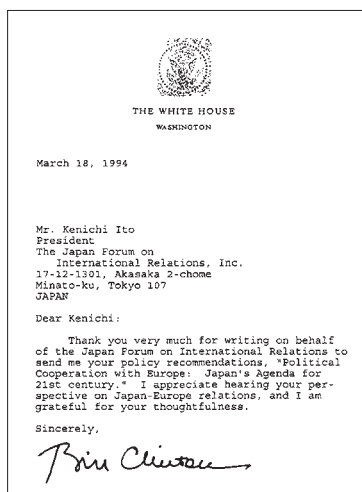 THE WHITE HOUSE
WASHINGTON
March 18, 1994
Mr. Kenichi Ito
President
The Japan Forum on
International Relations, Inc.
17-12-1301, Akasaka 2-chome
Minato-ku, Tokyo 107
JAPAN
Dear Kenichi:
Thank you very much for writing on behalf
of the Japan Forum on International Relations to
send me your policy recommendations, "Political
Cooperation with Europe: Japan's Agenda for
21st century." I appreciate hearing your per-
spective on Japan-Europe relations, and I am
grateful for your thoughtfulness.
Sincerely,
Bill Clinton